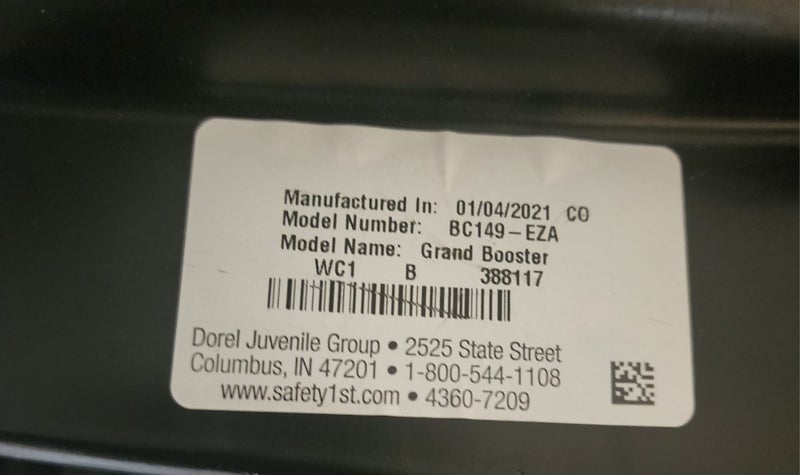 Manufactured In: 01/04/2021 CO
Model Number: BC149-EZA
Model Name: Grand Booster
WC1 B 388117
Dorel Juvenile Group • 2525 State Street
Columbus, IN 47201 • 1-800-544-1108
www.safety1st.com • 4360-7209